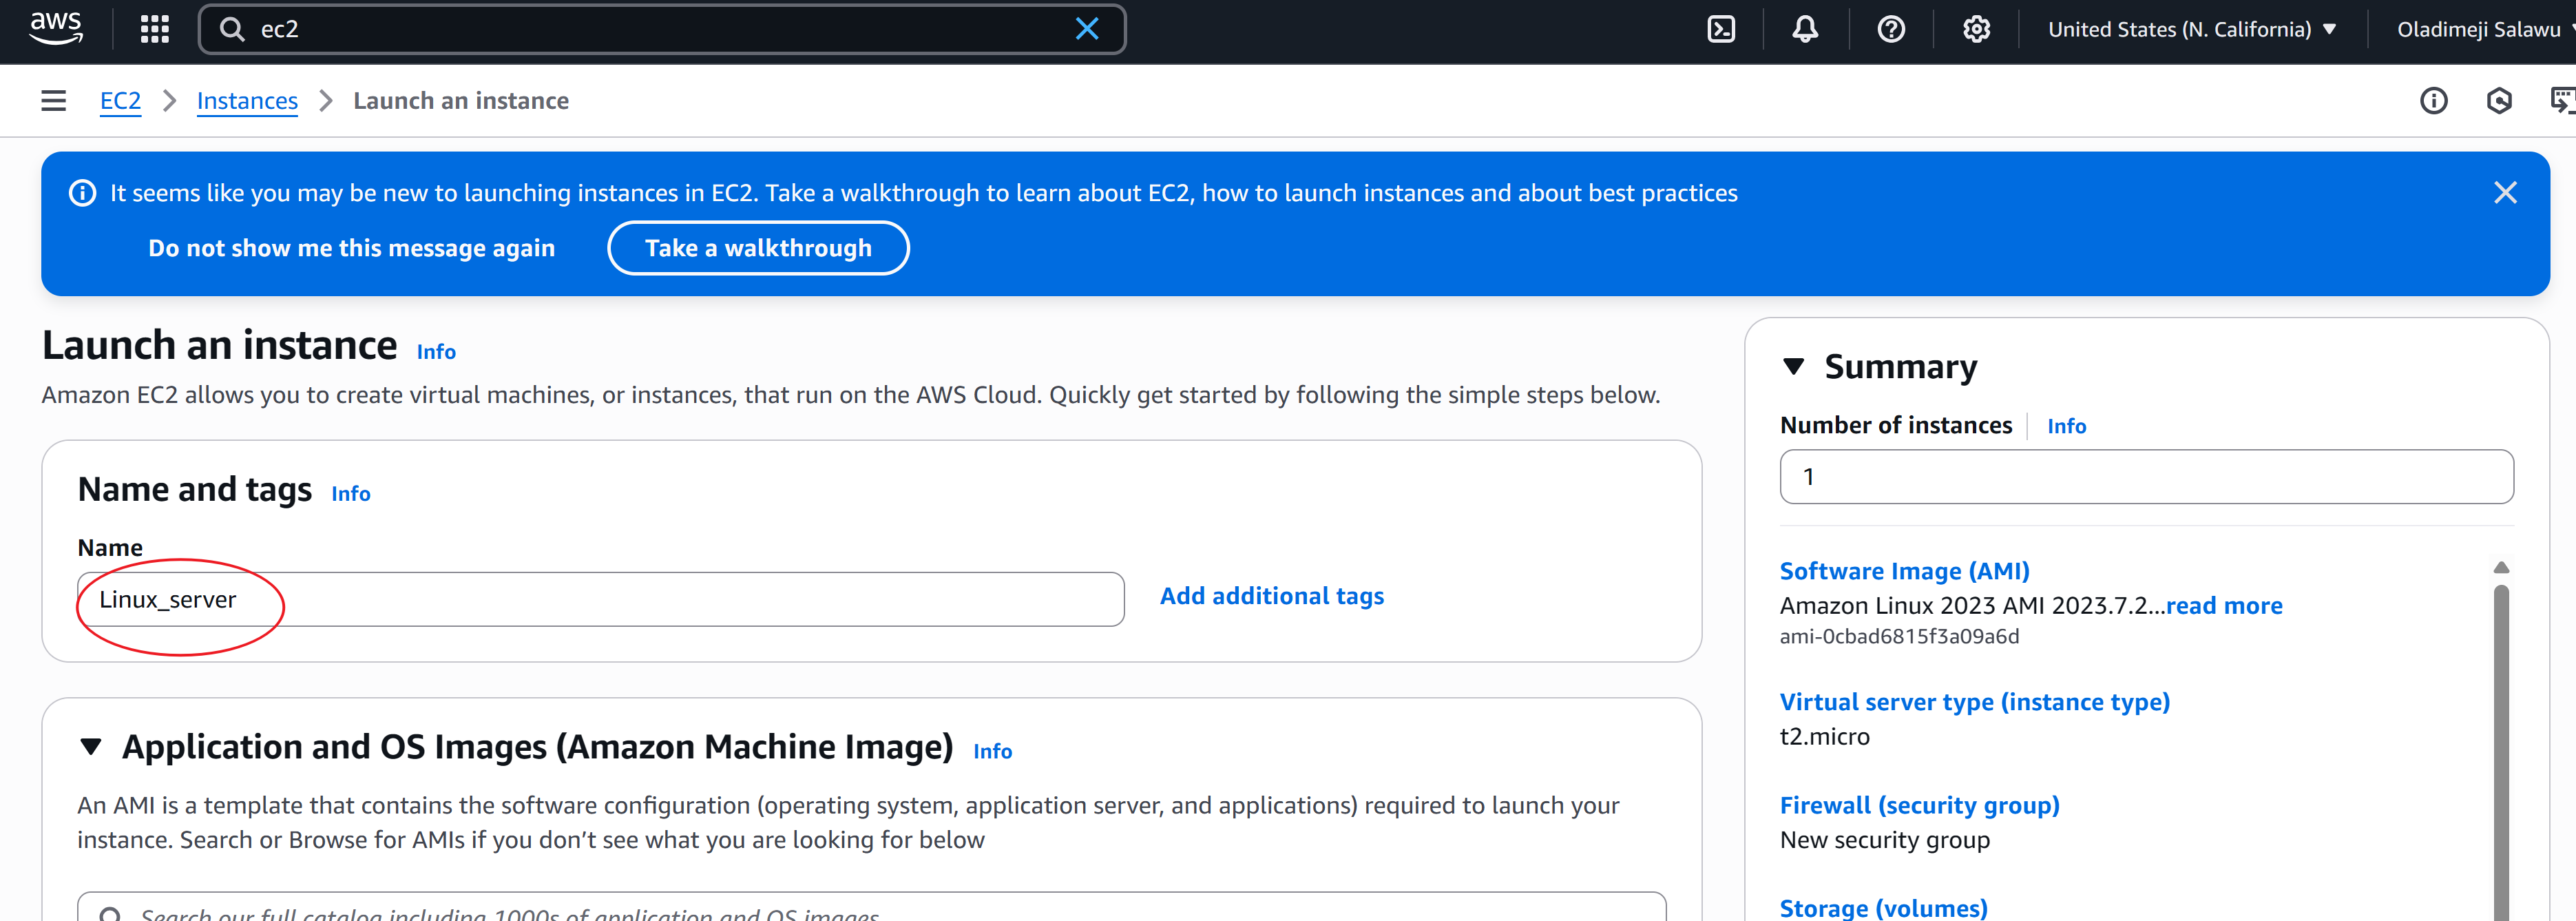 aws
ec2
United States (N. California)
Oladimeji Salawu
EC2 Instances Launch an instance
It seems like you may be new to launching instances in EC2. Take a walkthrough to learn about EC2, how to launch instances and about best practices
Do not show me this message again
Take a walkthrough
Launch an instance Info
Amazon EC2 allows you to create virtual machines, or instances, that run on the AWS Cloud. Quickly get started by following the simple steps below.
Name and tags Info
Name
Linux_server
Add additional tags
Application and OS Images (Amazon Machine Image) Info
An AMI is a template that contains the software configuration (operating system, application server, and applications) required to launch your
instance. Search or Browse for AMIs if you don’t see what you are looking for below
Search our full catalog including 1000s of application and OS images
Summary
Number of instances Info
1
Software Image (AMI)
Amazon Linux 2023 AMI 2023.7.2...read more
ami-0cbad6815f3a09a6d
Virtual server type (instance type)
t2.micro
Firewall (security group)
New security group
Storage (volumes)